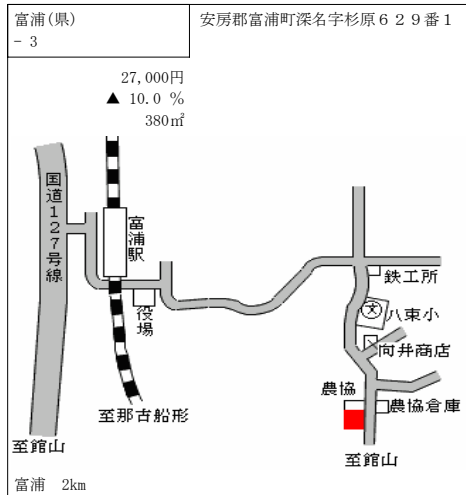 富浦(県)
- 3
安房郡富浦町深名字杉原６２９番１
27,000円
▲ 10.0 %
380㎡
国道127号線
富浦駅
役場
鉄工所
文
八束小
向井商店
農協
農協倉庫
至那古船形
至館山
至館山
富浦 2km